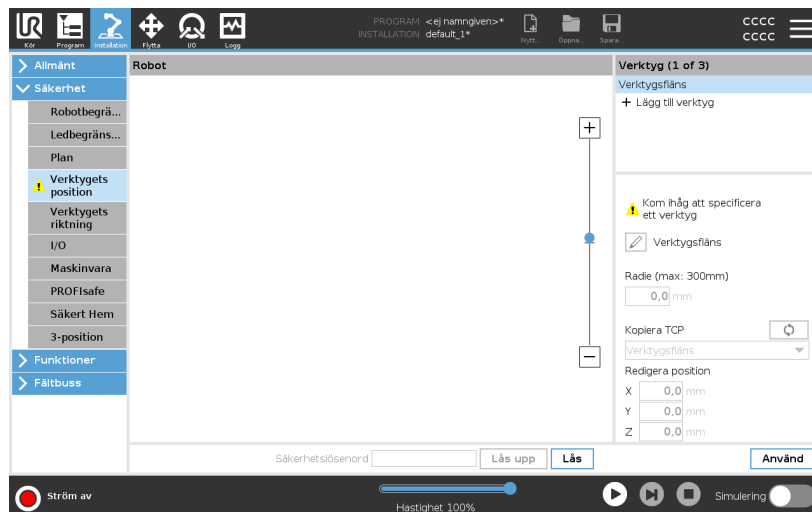 PROGRAM <ej namngiven>*
INSTALLATION default_1*
Kör
Program
Installation
Flytta
I/O
Logg
Nytt...
Öppna...
Spara...
CCCC
CCCC
Allmänt
Säkerhet
Robotbegrä...
Ledbegräns...
Plan
Verktygets
position
Verktygets
riktning
I/O
Maskinvara
PROFIsafe
Säkert Hem
3-position
Funktioner
Fältbuss
Robot
Verktyg (1 of 3)
Verktygsfläns
+ Lägg till verktyg
Kom ihåg att specificera
ett verktyg
Verktygsfläns
Radie (max: 300mm)
0,0 mm
Kopiera TCP
Verktygsfläns
Redigera position
X 0,0 mm
Y 0,0 mm
Z 0,0 mm
Säkerhetslösenord
Lås upp
Lås
Använd
Ström av
Hastighet 100%
Simulering